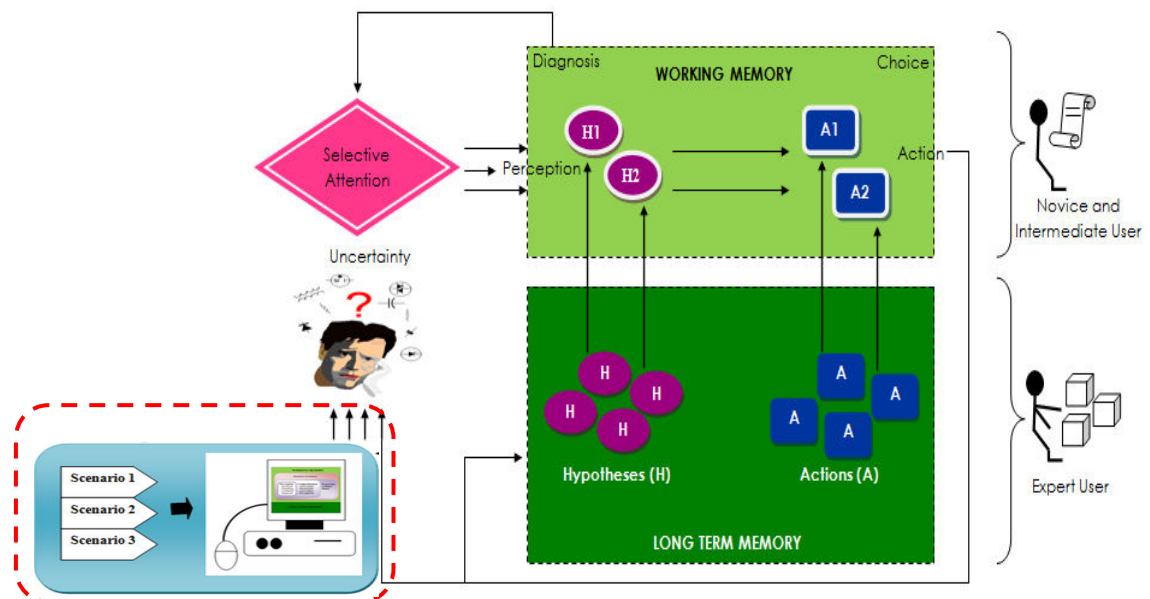 Diagnosis
WORKING MEMORY
Choice
Selective
Attention
Perception
H1
H2
A1
A2
Action
Novice and
Intermediate User
Uncertainty
?
H
H
H
H
A
A
A
A
Hypotheses (H)
Actions (A)
LONG TERM MEMORY
Expert User
Scenario 1
Scenario 2
Scenario 3